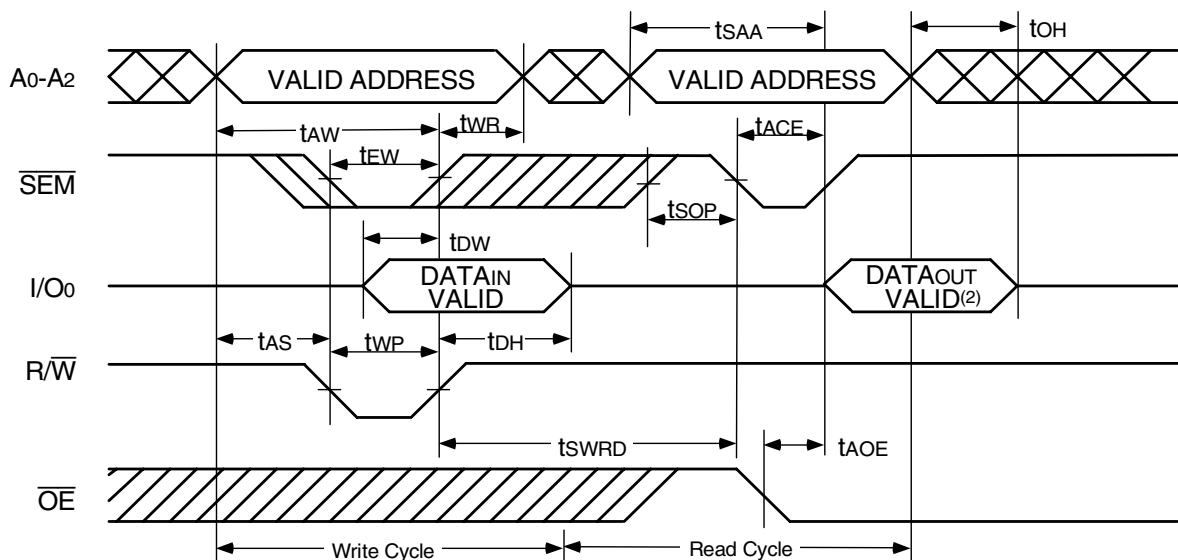 tSAA
tOH
A0-A2
VALID ADDRESS
VALID ADDRESS
tAW
tWR
tACE
tEW
SEM
tSOP
tDW
I/O0
DATAIN
VALID
DATAOUT
VALID(2)
tAS
tWP
tDH
R/W
tSWRD
tAOE
OE
Write Cycle
Read Cycle